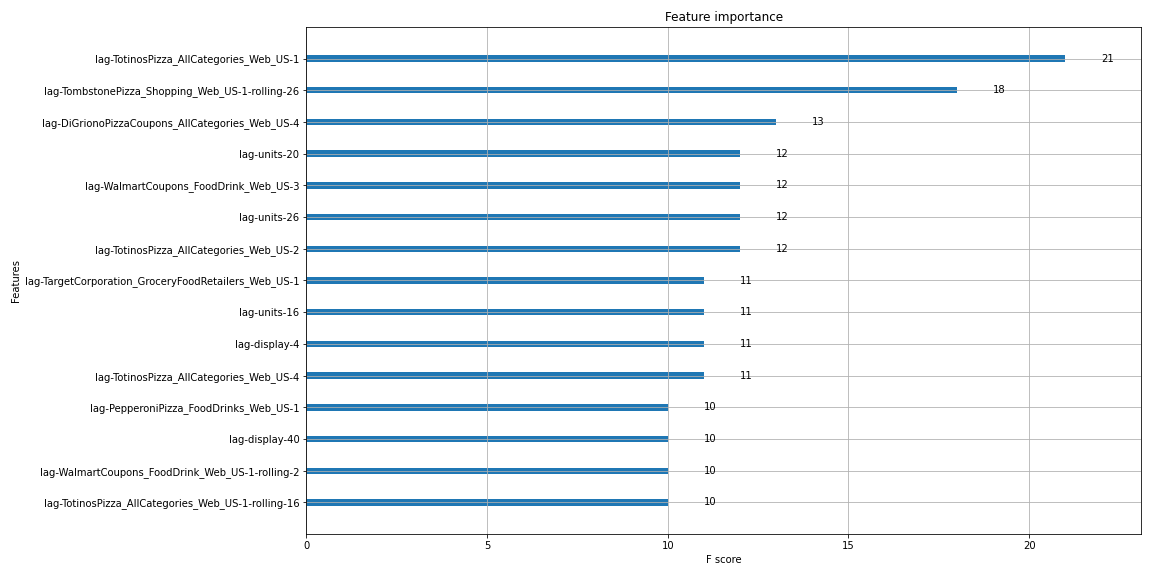 Feature importance
lag-TotinosPizza_AllCategories_Web_US-1 21
lag-TombstonePizza_Shopping_Web_US-1-rolling-26 18
lag-DiGrionoPizzaCoupons_AllCategories_Web_US-4 13
lag-units-20 12
lag-WalmartCoupons_FoodDrink_Web_US-3 12
lag-units-26 12
lag-TotinosPizza_AllCategories_Web_US-2 12
lag-TargetCorporation_GroceryFoodRetailers_Web_US-1 11
lag-units-16 11
lag-display-4 11
lag-TotinosPizza_AllCategories_Web_US-4 11
lag-PepperoniPizza_FoodDrinks_Web_US-1 10
lag-display-40 10
lag-WalmartCoupons_FoodDrink_Web_US-1-rolling-2 10
lag-TotinosPizza_AllCategories_Web_US-1-rolling-16 10
Features
0 5 10 15 20
F score